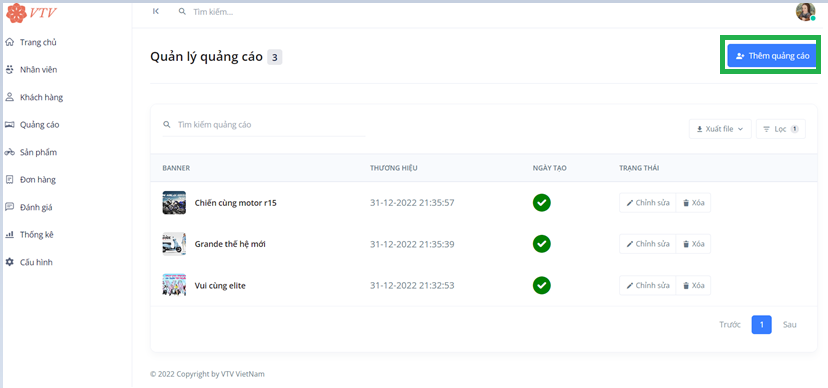 VTV
Tìm kiếm...
Trang chủ
Nhân viên
Khách hàng
Quảng cáo
Sản phẩm
Đơn hàng
Đánh giá
Thống kê
Cấu hình
Quản lý quảng cáo 3
Thêm quảng cáo
Tìm kiếm quảng cáo
Xuất file
Lọc 1
BANNER THƯƠNG HIỆU NGÀY TẠO TRẠNG THÁI
Chiến cùng motor r15 31-12-2022 21:35:57 Chỉnh sửa Xóa
Grande thế hệ mới 31-12-2022 21:35:39 Chỉnh sửa Xóa
Vui cùng elite 31-12-2022 21:32:53 Chỉnh sửa Xóa
Trước 1 Sau
© 2022 Copyright by VTV VietNam